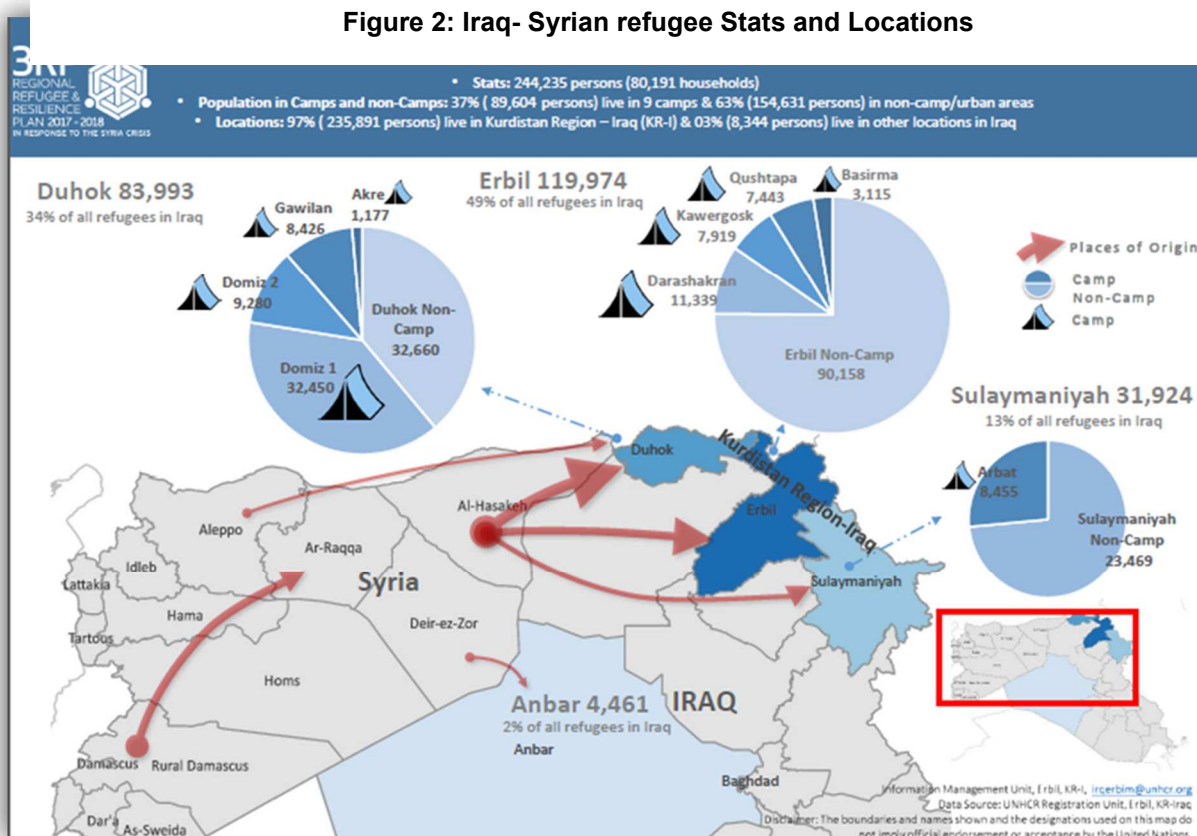 Figure 2: Iraq- Syrian refugee Stats and Locations
3RP
REGIONAL
REFUGEE &
RESILIENCE
PLAN 2017 - 2018
IN RESPONSE TO THE SYRIA CRISIS
• Stats: 244,235 persons (80,191 households)
• Population in Camps and non-Camps: 37% ( 89,604 persons) live in 9 camps & 63% (154,631 persons) in non-camp/urban areas
• Locations: 97% ( 235,891 persons) live in Kurdistan Region – Iraq (KR-I) & 03% (8,344 persons) live in other locations in Iraq
Duhok 83,993
34% of all refugees in Iraq
Akre
1,177
Gawilan
8,426
Domiz 2
9,280
Domiz 1
32,450
Duhok Non-
Camp
32,660
Erbil 119,974
49% of all refugees in Iraq
Qushtapa
7,443
Basirma
3,115
Kawergosk
7,919
Darashakran
11,339
Erbil Non-Camp
90,158
Places of Origin
Camp
Non-Camp
Camp
Sulaymaniyah 31,924
13% of all refugees in Iraq
Arbat
8,455
Sulaymaniyah
Non-Camp
23,469
Duhok
Kurdistan Region-Iraq
Erbil
Sulaymaniyah
Al-Hasakeh
Aleppo
Ar-Raqqa
Idleb
Syria
Lattakia
Hama
Deir-ez-Zor
Tartous
Homs
Anbar 4,461
2% of all refugees in Iraq
Anbar
IRAQ
Baghdad
Damascus
Rural Damascus
Dar'a
As-Sweida
Information Management Unit, Erbil, KR-I, ircerbim@unhcr.org
Data Source: UNHCR Registration Unit, Erbil, KR-Iraq
Disclaimer: The boundaries and names shown and the designations used on this map do
not imply official endorsement or acceptance by the United Nations.